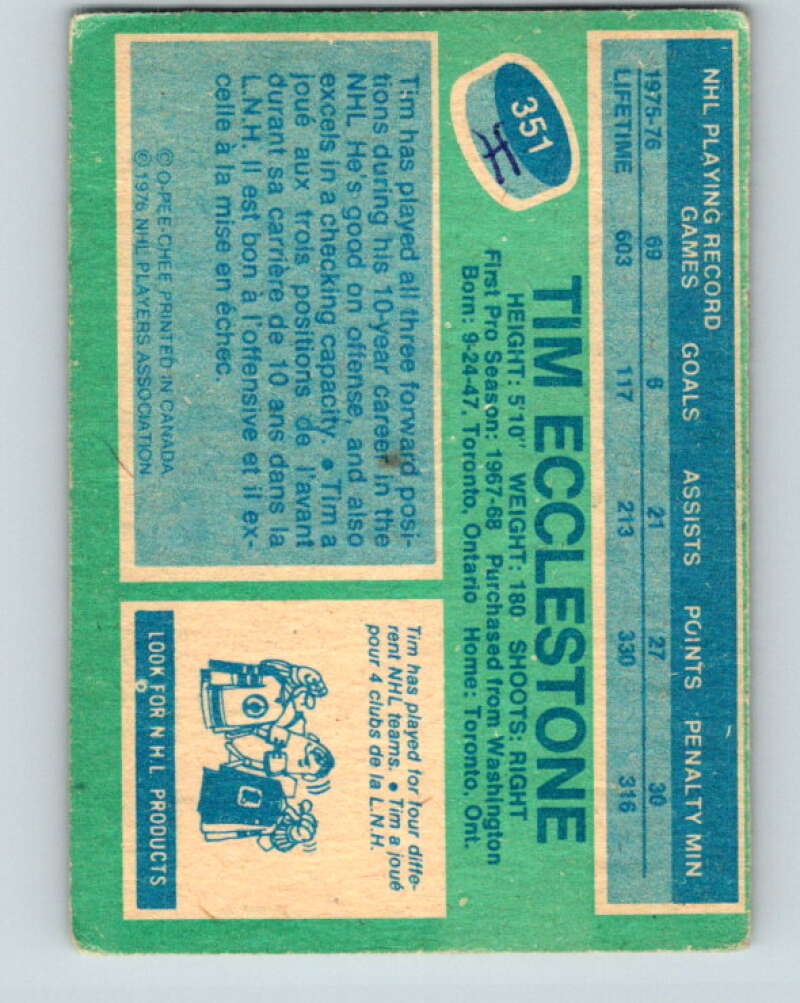 NHL PLAYING RECORD
GAMES GOALS ASSISTS POINTS PENALTY MIN
1975-76 69 6 21 27 30
LIFETIME 603 117 213 330 316
351
TIM ECCLESTONE
HEIGHT: 5'10" WEIGHT: 180 SHOOTS: RIGHT
First Pro Season: 1967-68 Purchased from Washington
Born: 9-24-47, Toronto, Ontario Home: Toronto, Ont.
Tim has played all three forward posi-
tions during his 10-year career in the
NHL. He's good on offense, and also
excels in a checking capacity. • Tim a
joué aux trois positions de l'avant
durant sa carrière de 10 ans dans la
L.N.H. Il est bon à l'offensive et il ex-
celle à la mise en échec.
© O-PEE-CHEE PRINTED IN CANADA
© 1976 NHL PLAYERS ASSOCIATION
Tim has played for four diffe-
rent NHL teams. • Tim a joué
pour 4 clubs de la L.N.H.
LOOK FOR N.H.L. PRODUCTS